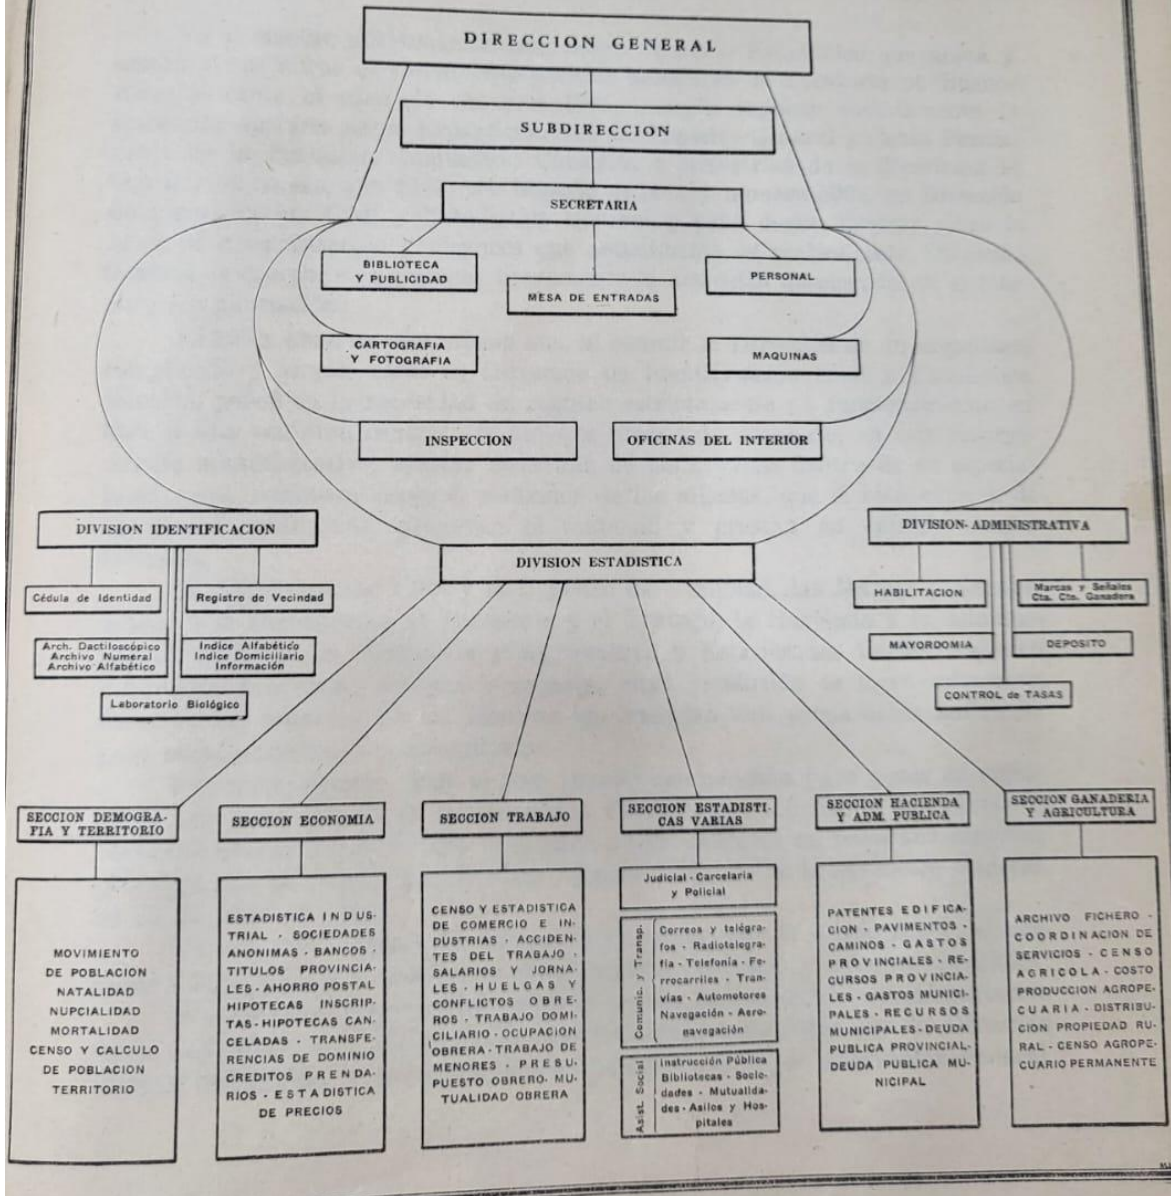 DIRECCION GENERAL
SUBDIRECCION
SECRETARIA
BIBLIOTECA
Y PUBLICIDAD
PERSONAL
MESA DE ENTRADAS
CARTOGRAFIA
Y FOTOGRAFIA
MAQUINAS
INSPECCION
OFICINAS DEL INTERIOR
DIVISION IDENTIFICACION
DIVISION-ADMINISTRATIVA
DIVISION ESTADISTICA
Cédula de Identidad
Registro de Vecindad
Arch. Dactiloscópico
Archivo Numeral
Archivo Alfabético
Indice Alfabético
Indice Domiciliario
Información
Laboratorio Biológico
HABILITACION
Marcas y Señales
Cta. Cte. Ganadera
MAYORDOMIA
DEPOSITO
CONTROL de TASAS
SECCION DEMOGRA-
FIA Y TERRITORIO
MOVIMIENTO
DE POBLACION
NATALIDAD
NUPCIALIDAD
MORTALIDAD
CENSO Y CALCULO
DE POBLACION
TERRITORIO
SECCION ECONOMIA
ESTADISTICA INDUS-
TRIAL - SOCIEDADES
ANONIMAS - BANCOS -
TITULOS PROVINCIA-
LES - AHORRO POSTAL
HIPOTECAS INSCRIP-
TAS - HIPOTECAS CAN-
CELADAS - TRANSFE-
RENCIAS DE DOMINIO
CREDITOS PRENDA-
RIOS - ESTADISTICA
DE PRECIOS
SECCION TRABAJO
CENSO Y ESTADISTICA
DE COMERCIO E IN-
DUSTRIAS - ACCIDEN-
TES DEL TRABAJO -
SALARIOS Y JORNA-
LES - HUELGAS Y
CONFLICTOS OBRE-
ROS - TRABAJO DOMI-
CILIARIO - OCUPACION
OBRERA - TRABAJO DE
MENORES - PRESU-
PUESTO OBRERO - MU-
TUALIDAD OBRERA
SECCION ESTADISTI-
CAS VARIAS
Judicial - Carcelaria
y Policial
Comunic. y Transp.
Correos y telégra-
fos - Radiotelegra-
fía - Telefonía - Fe-
rrocarriles - Tran-
vías - Automotores
Navegación - Aero-
navegación
Asist. Social
Instrucción Pública
Bibliotecas - Socie-
dades - Mutualida-
des - Asilos y Hos-
pitales
SECCION HACIENDA
Y ADM. PUBLICA
PATENTES EDIFICA-
CION - PAVIMENTOS -
CAMINOS - GASTOS
PROVINCIALES - RE-
CURSOS PROVINCIA-
LES - GASTOS MUNICI-
PALES - RECURSOS
MUNICIPALES - DEUDA
PUBLICA PROVINCIAL-
DEUDA PUBLICA MU-
NICIPAL
SECCION GANADERIA
Y AGRICULTURA
ARCHIVO FICHERO -
COORDINACION DE
SERVICIOS - CENSO
AGRICOLA - COSTO
PRODUCCION AGROPE-
CUARIA - DISTRIBU-
CION PROPIEDAD RU-
RAL - CENSO AGROPE-
CUARIO PERMANENTE